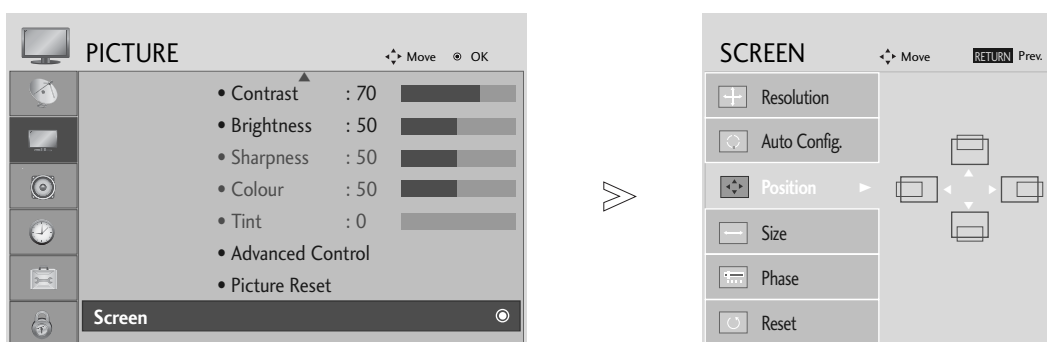 PICTURE
Move OK
• Contrast : 70
• Brightness : 50
• Sharpness : 50
• Colour : 50
• Tint : 0
• Advanced Control
• Picture Reset
Screen
SCREEN
Move RETURN Prev.
Resolution
Auto Config.
Position
Size
Phase
Reset